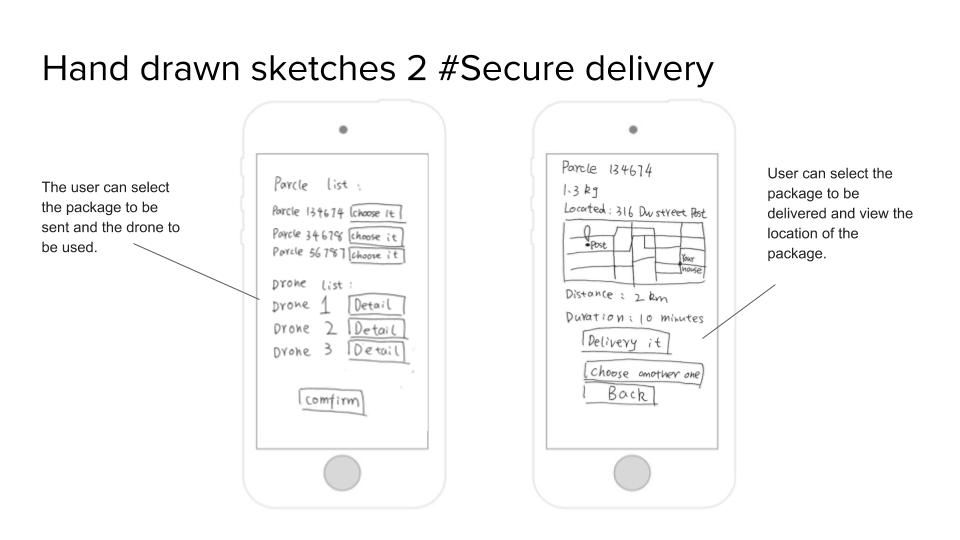 Hand drawn sketches 2 #Secure delivery
The user can select
the package to be
sent and the drone to
be used.
Parcle list :
Parcle 134674 choose it
Parcle 34678 choose it
Parcle 56787 choose it
Drone list :
Drone 1 Detail
Drone 2 Detail
Drone 3 Detail
comfirm
Parcle 134674
1.3 kg
Located: 316 Dw street Post
Post
Your
house
Distance : 2 km
Duration : 10 minutes
Delivery it
choose another one
Back
User can select the
package to be
delivered and view the
location of the
package.